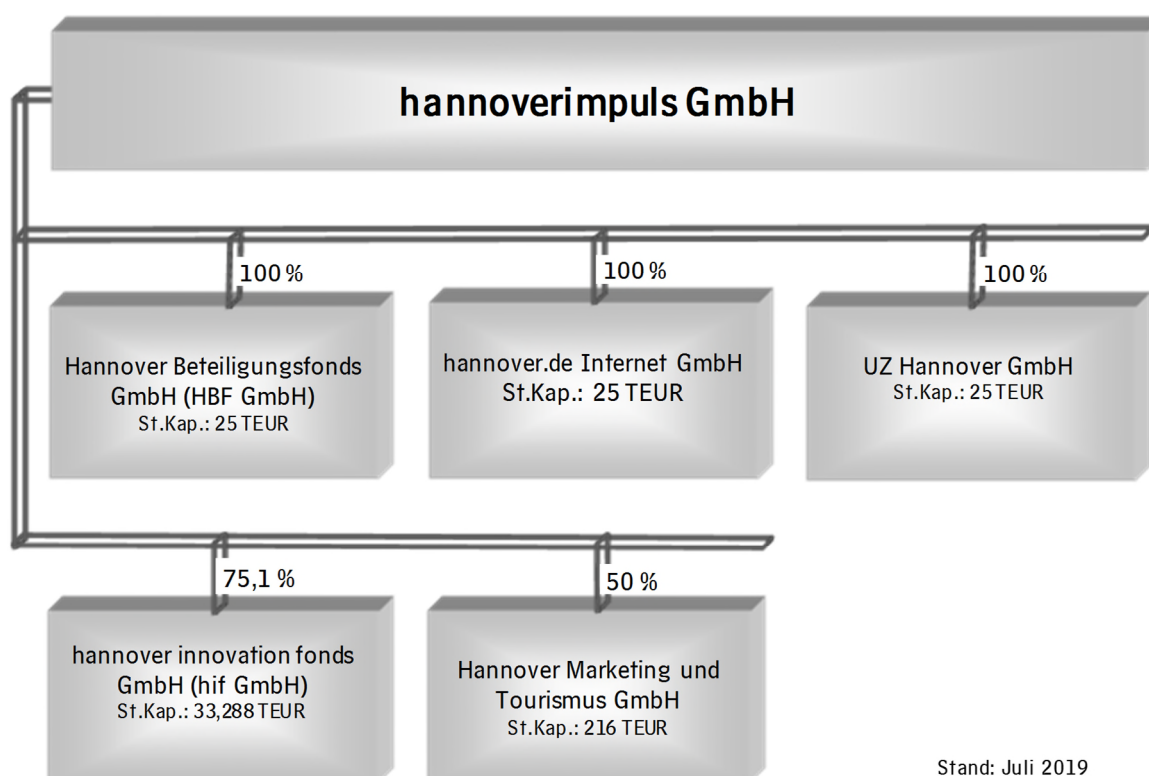 hannoverimpuls GmbH
100 %
100 %
100 %
Hannover Beteiligungsfonds
GmbH (HBF GmbH)
St.Kap.: 25 TEUR
hannover.de Internet GmbH
St.Kap.: 25 TEUR
UZ Hannover GmbH
St.Kap.: 25 TEUR
75,1 %
50 %
hannover innovation fonds
GmbH (hif GmbH)
St.Kap.: 33,288 TEUR
Hannover Marketing und
Tourismus GmbH
St.Kap.: 216 TEUR
Stand: Juli 2019